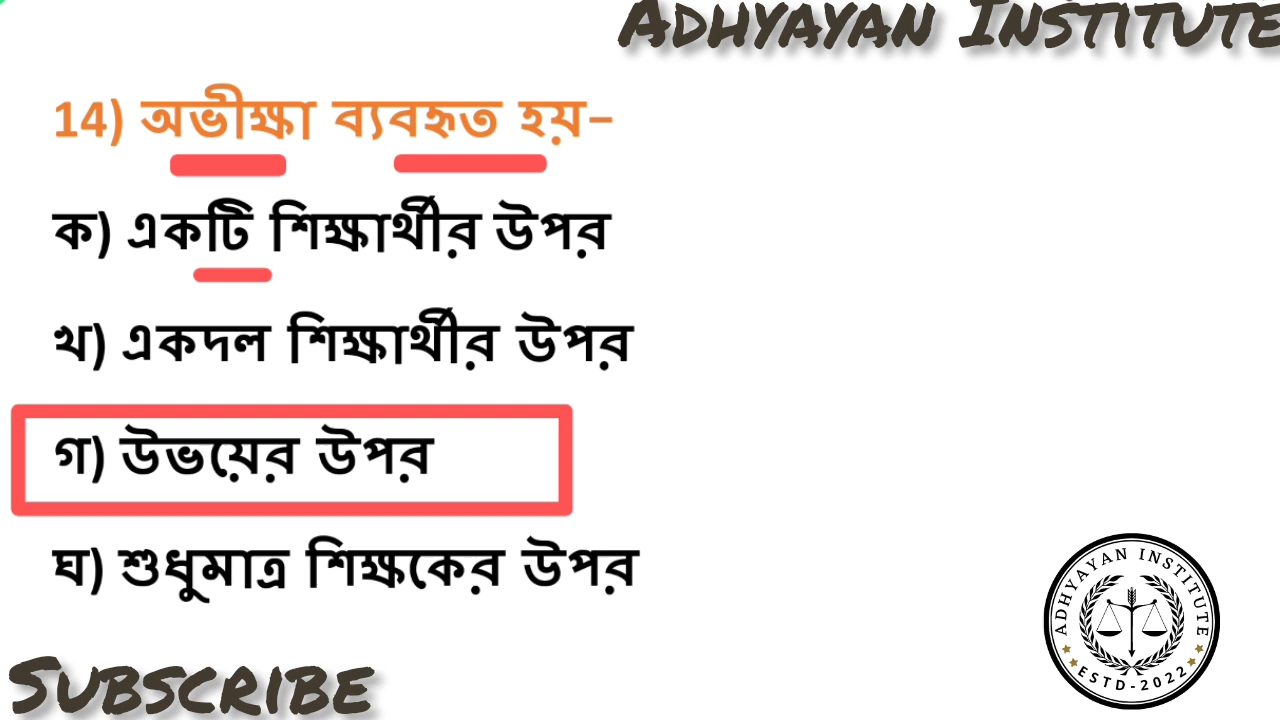 ADHYAYAN INSTITUTE
14) অভীক্ষা ব্যবহৃত হয়–
ক) একটি শিক্ষার্থীর উপর
খ) একদল শিক্ষার্থীর উপর
গ) উভয়ের উপর
ঘ) শুধুমাত্র শিক্ষকের উপর
ADHYAYAN INSTITUTE
ESTD-2022
SUBSCRIBE